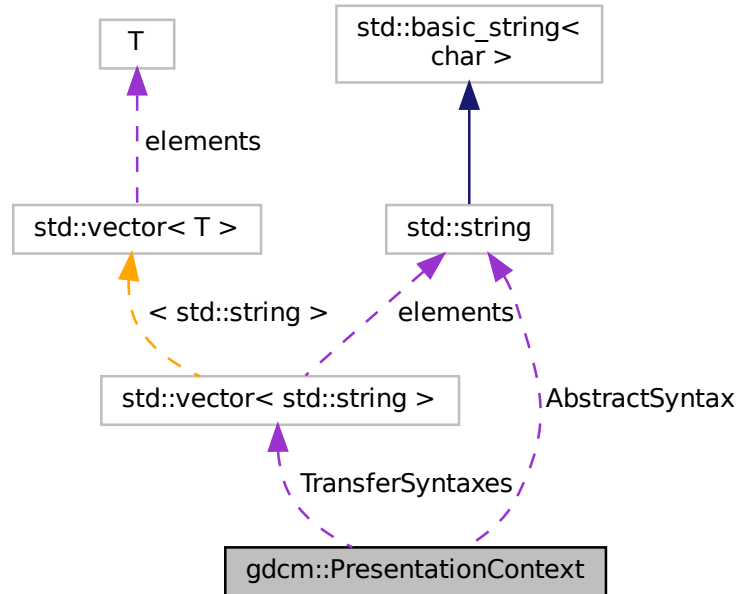 T
std::basic_string<
char >
elements
std::vector< T >
std::string
< std::string >
elements
std::vector< std::string >
AbstractSyntax
TransferSyntaxes
gdcm::PresentationContext